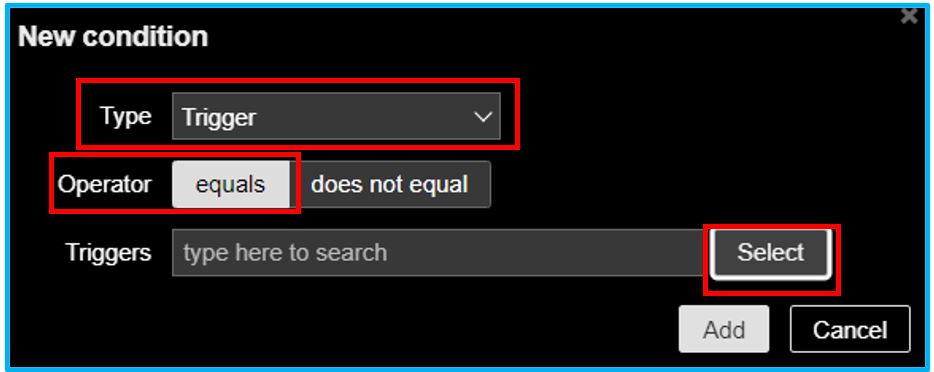 New condition
Type Trigger
Operator equals does not equal
Triggers type here to search Select
Add Cancel